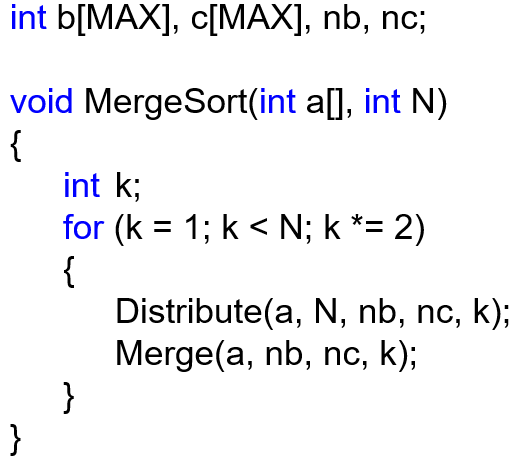 int b[MAX], c[MAX], nb, nc;
void MergeSort(int a[], int N)
{
int k;
for (k = 1; k < N; k *= 2)
{
Distribute(a, N, nb, nc, k);
Merge(a, nb, nc, k);
}
}